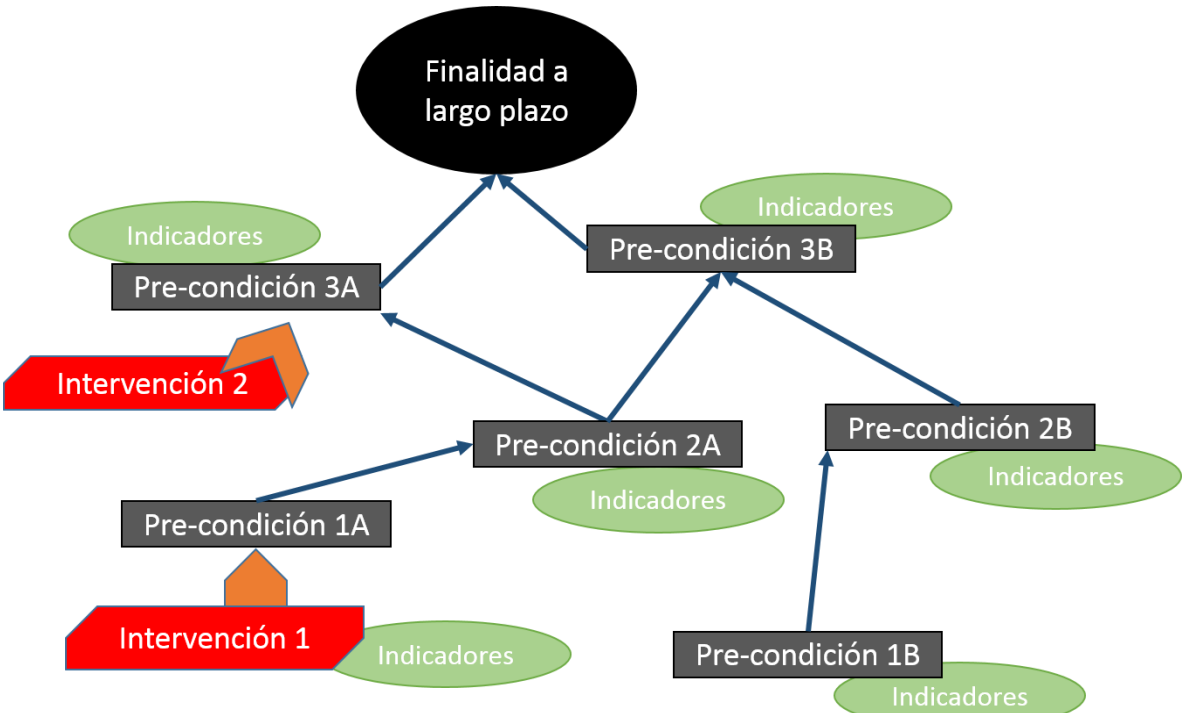 Finalidad a
largo plazo
Indicadores
Indicadores
Pre-condición 3B
Pre-condición 3A
Intervención 2
Pre-condición 2B
Pre-condición 2A
Indicadores
Indicadores
Pre-condición 1A
Intervención 1
Indicadores
Pre-condición 1B
Indicadores